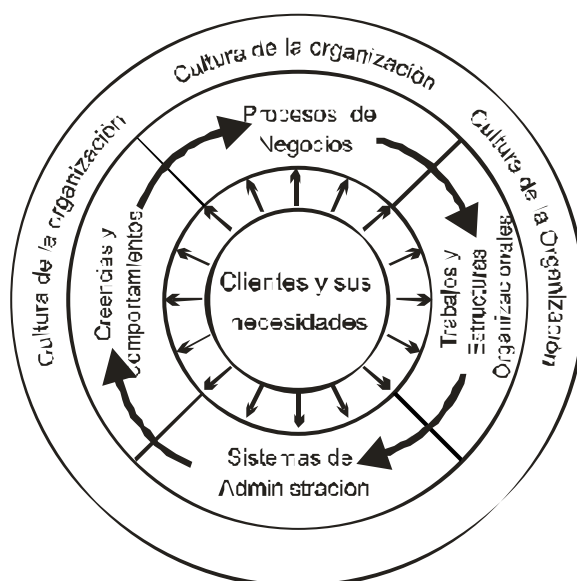 Cultura de la organización
Cultura de la organización
Cultura de la Organización
Procesos de
Negocios
Creencias y
Comportamientos
Clientes y sus
necesidades
Trabajos y
Estructuras
Organizacionales
Sistemas de
Administración